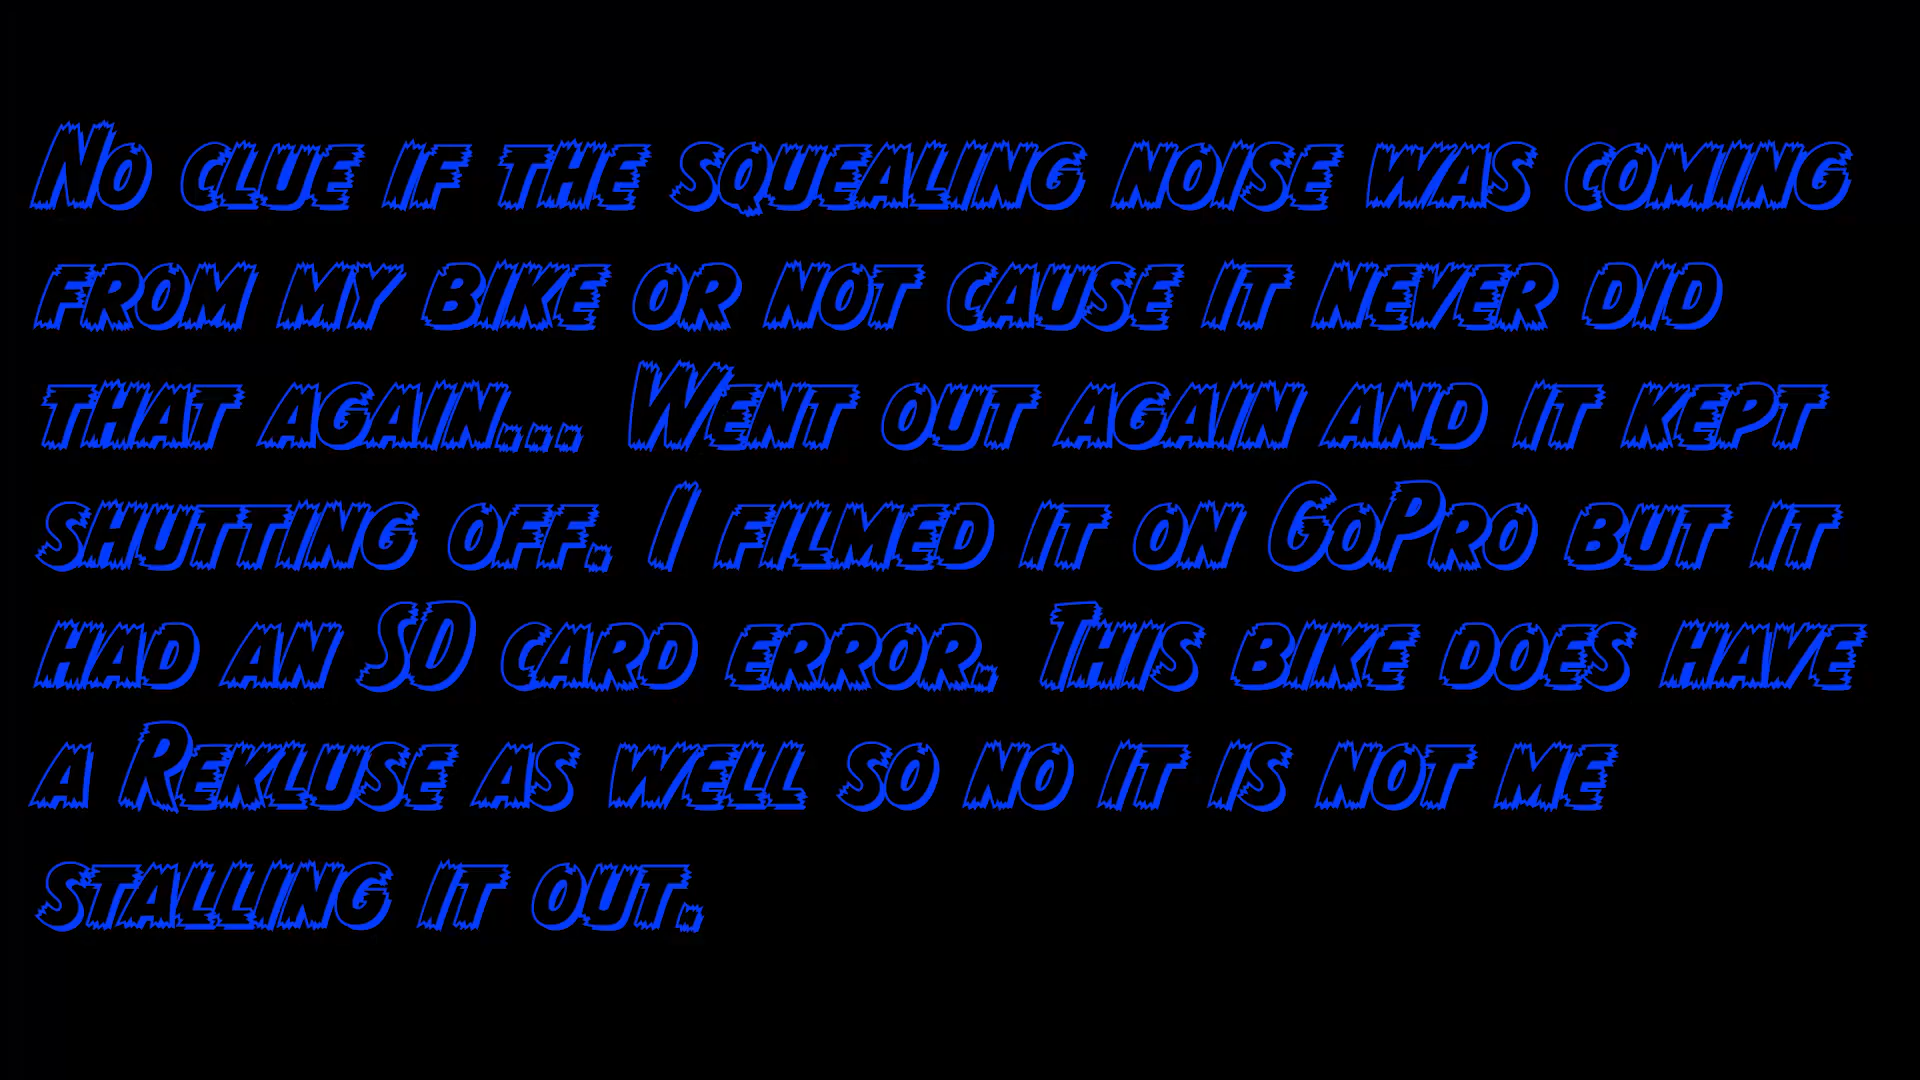 No clue if the squealing noise was coming
from my bike or not cause it never did
that again... Went out again and it kept
shutting off. I filmed it on GoPro but it
had an SD card error. This bike does have
a Rekluse as well so no it is not me
stalling it out.